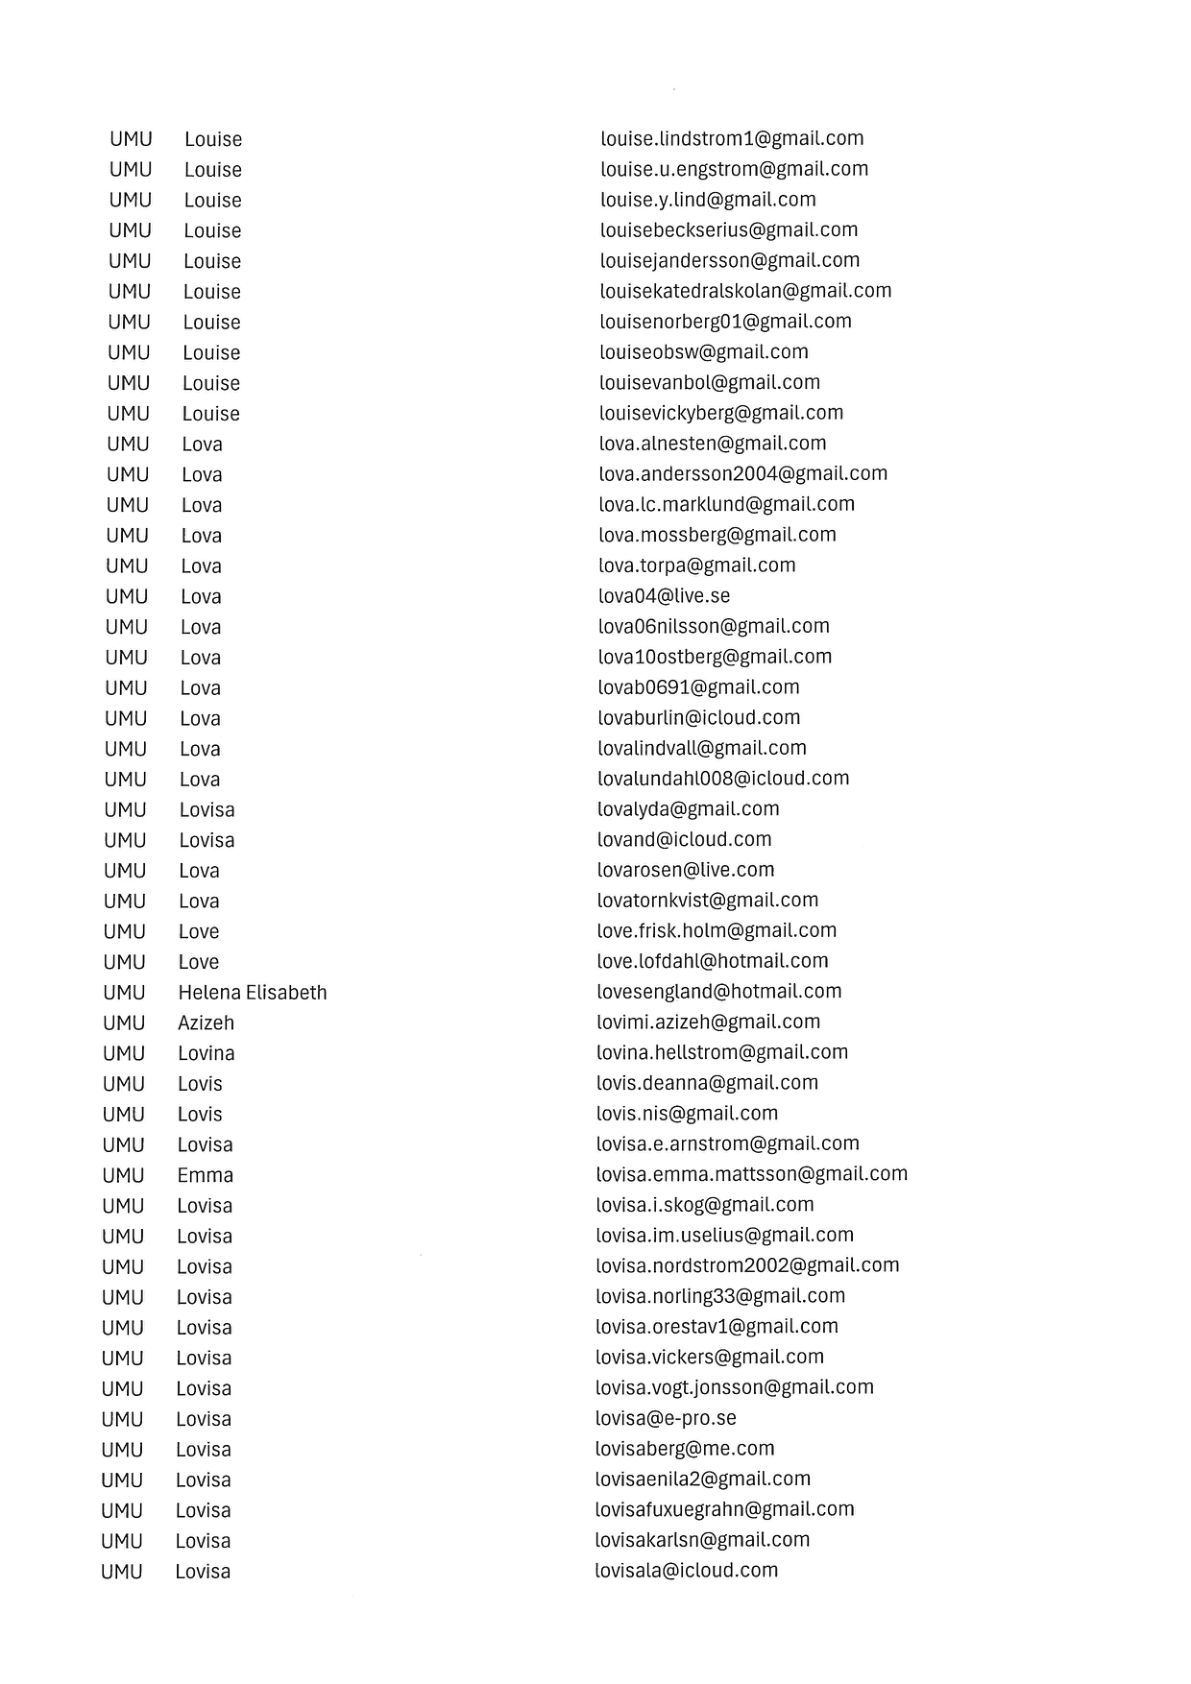 UMU Louise louise.lindstrom1@gmail.com
UMU Louise louise.u.engstrom@gmail.com
UMU Louise louise.y.lind@gmail.com
UMU Louise louisebeckserius@gmail.com
UMU Louise louisejandersson@gmail.com
UMU Louise louisekatedralskolan@gmail.com
UMU Louise louisenorberg01@gmail.com
UMU Louise louiseobsw@gmail.com
UMU Louise louisevanbol@gmail.com
UMU Louise louisevickyberg@gmail.com
UMU Lova lova.alnesten@gmail.com
UMU Lova lova.andersson2004@gmail.com
UMU Lova lova.lc.marklund@gmail.com
UMU Lova lova.mossberg@gmail.com
UMU Lova lova.torpa@gmail.com
UMU Lova lova04@live.se
UMU Lova lova06nilsson@gmail.com
UMU Lova lova10ostberg@gmail.com
UMU Lova lovab0691@gmail.com
UMU Lova lovaburlin@icloud.com
UMU Lova lovalindvall@gmail.com
UMU Lova lovalundahl008@icloud.com
UMU Lovisa lovalyda@gmail.com
UMU Lovisa lovand@icloud.com
UMU Lova lovarosen@live.com
UMU Lova lovatornkvist@gmail.com
UMU Love love.frisk.holm@gmail.com
UMU Love love.lofdahl@hotmail.com
UMU Helena Elisabeth lovesengland@hotmail.com
UMU Azizeh lovimi.azizeh@gmail.com
UMU Lovina lovina.hellstrom@gmail.com
UMU Lovis lovis.deanna@gmail.com
UMU Lovis lovis.nis@gmail.com
UMU Lovisa lovisa.e.arnstrom@gmail.com
UMU Emma lovisa.emma.mattsson@gmail.com
UMU Lovisa lovisa.i.skog@gmail.com
UMU Lovisa lovisa.im.uselius@gmail.com
UMU Lovisa lovisa.nordstrom2002@gmail.com
UMU Lovisa lovisa.norling33@gmail.com
UMU Lovisa lovisa.orestav1@gmail.com
UMU Lovisa lovisa.vickers@gmail.com
UMU Lovisa lovisa.vogt.jonsson@gmail.com
UMU Lovisa lovisa@e-pro.se
UMU Lovisa lovisaberg@me.com
UMU Lovisa lovisaenila2@gmail.com
UMU Lovisa lovisafuxuegrahn@gmail.com
UMU Lovisa lovisakarlsn@gmail.com
UMU Lovisa lovisala@icloud.com